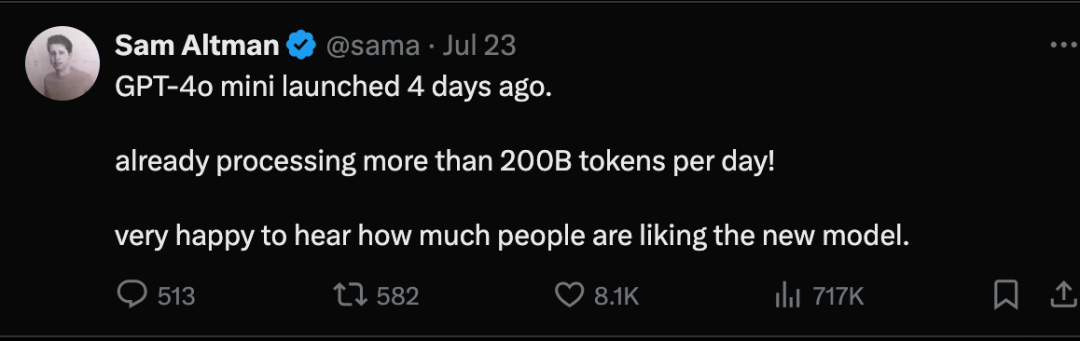 Sam Altman @sama · Jul 23
GPT-4o mini launched 4 days ago.
already processing more than 200B tokens per day!
very happy to hear how much people are liking the new model.
513 582 8.1K 717K